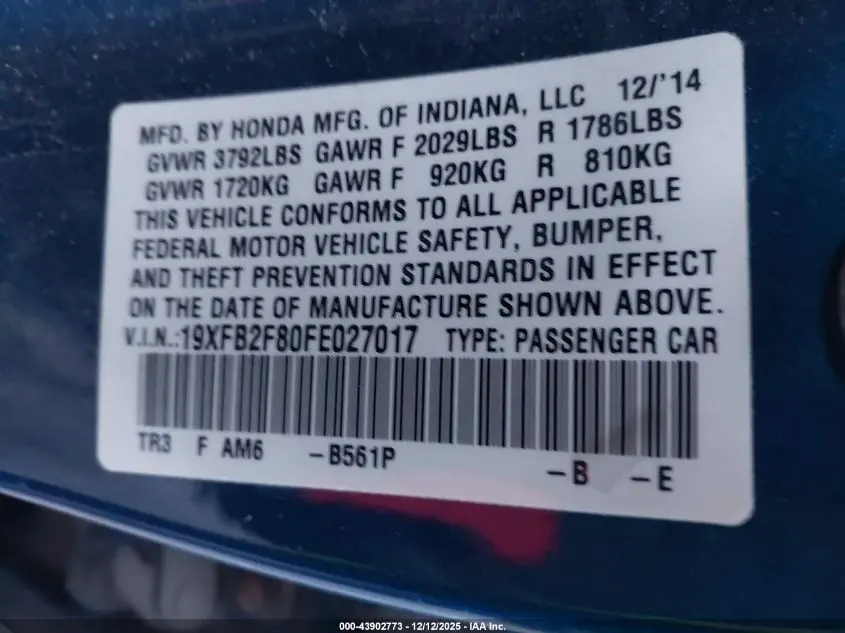 MFD. BY HONDA MFG. OF INDIANA, LLC 12/'14
GVWR 3792LBS GAWR F 2029LBS R 1786LBS
GVWR 1720KG GAWR F 920KG R 810KG
THIS VEHICLE CONFORMS TO ALL APPLICABLE
FEDERAL MOTOR VEHICLE SAFETY, BUMPER,
AND THEFT PREVENTION STANDARDS IN EFFECT
ON THE DATE OF MANUFACTURE SHOWN ABOVE.
V.I.N.:19XFB2F80FE027017 TYPE: PASSENGER CAR
TR3 F AM6 -B561P -B -E
000-43902773 - 12/12/2025 - IAA Inc.